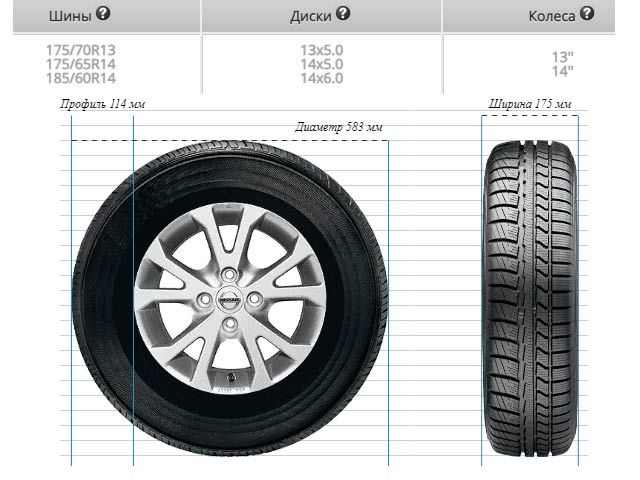 Шины ? Диски ? Колеса ?
175/70R13 13x5.0 13"
175/65R14 14x5.0 14"
185/60R14 14x6.0
Профиль 114 мм Ширина 175 мм
Диаметр 583 мм
NISSAN